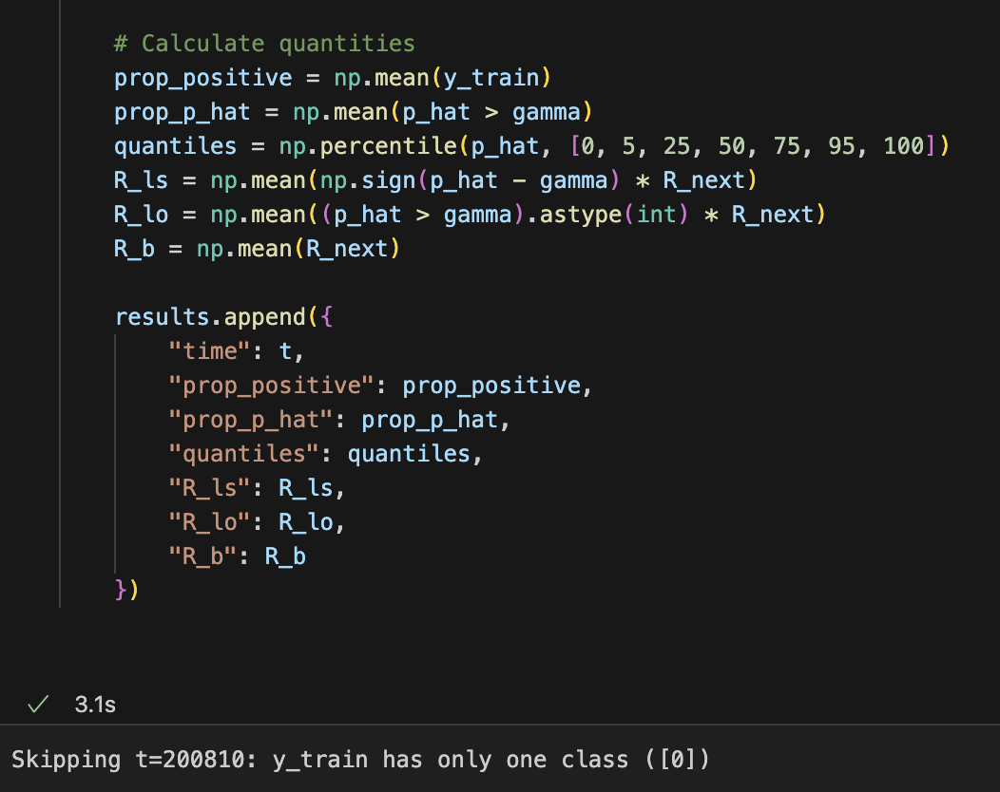 # Calculate quantities
prop_positive = np.mean(y_train)
prop_p_hat = np.mean(p_hat > gamma)
quantiles = np.percentile(p_hat, [0, 5, 25, 50, 75, 95, 100])
R_ls = np.mean(np.sign(p_hat - gamma) * R_next)
R_lo = np.mean((p_hat > gamma).astype(int) * R_next)
R_b = np.mean(R_next)
results.append({
"time": t,
"prop_positive": prop_positive,
"prop_p_hat": prop_p_hat,
"quantiles": quantiles,
"R_ls": R_ls,
"R_lo": R_lo,
"R_b": R_b
})
3.1s
Skipping t=200810: y_train has only one class ([0])